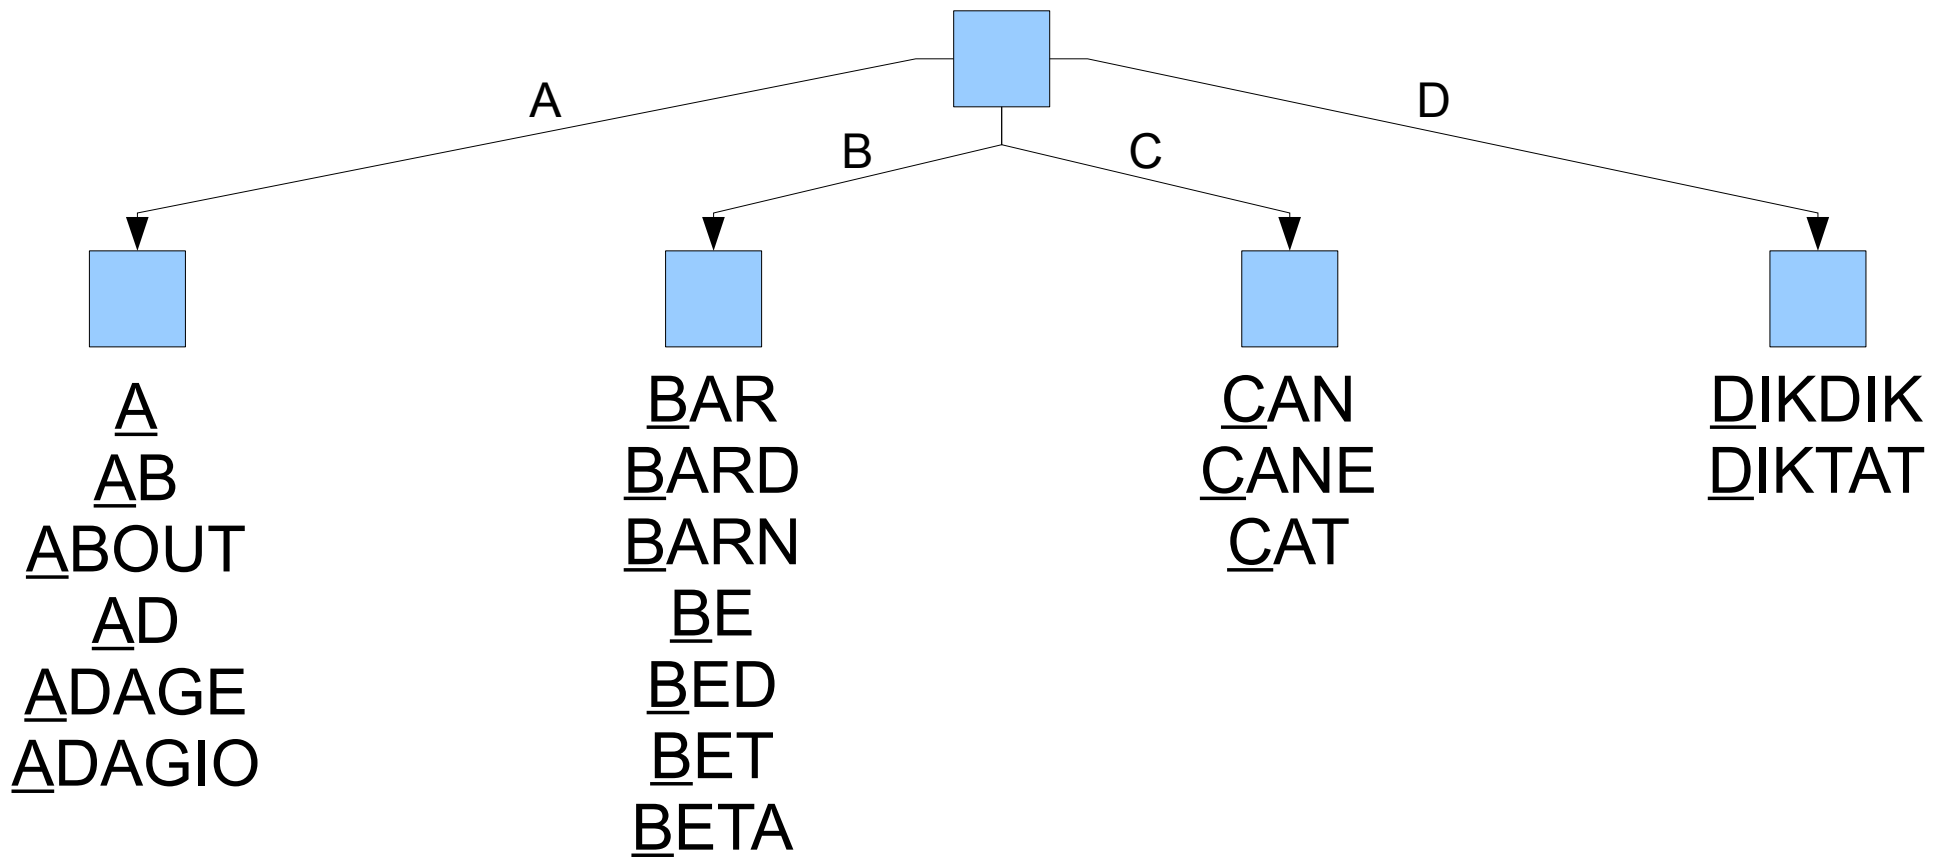 A
D
B
C
A
AB
ABOUT
AD
ADAGE
ADAGIO
BAR
BARD
BARN
BE
BED
BET
BETA
CAN
CANE
CAT
DIKDIK
DIKTAT